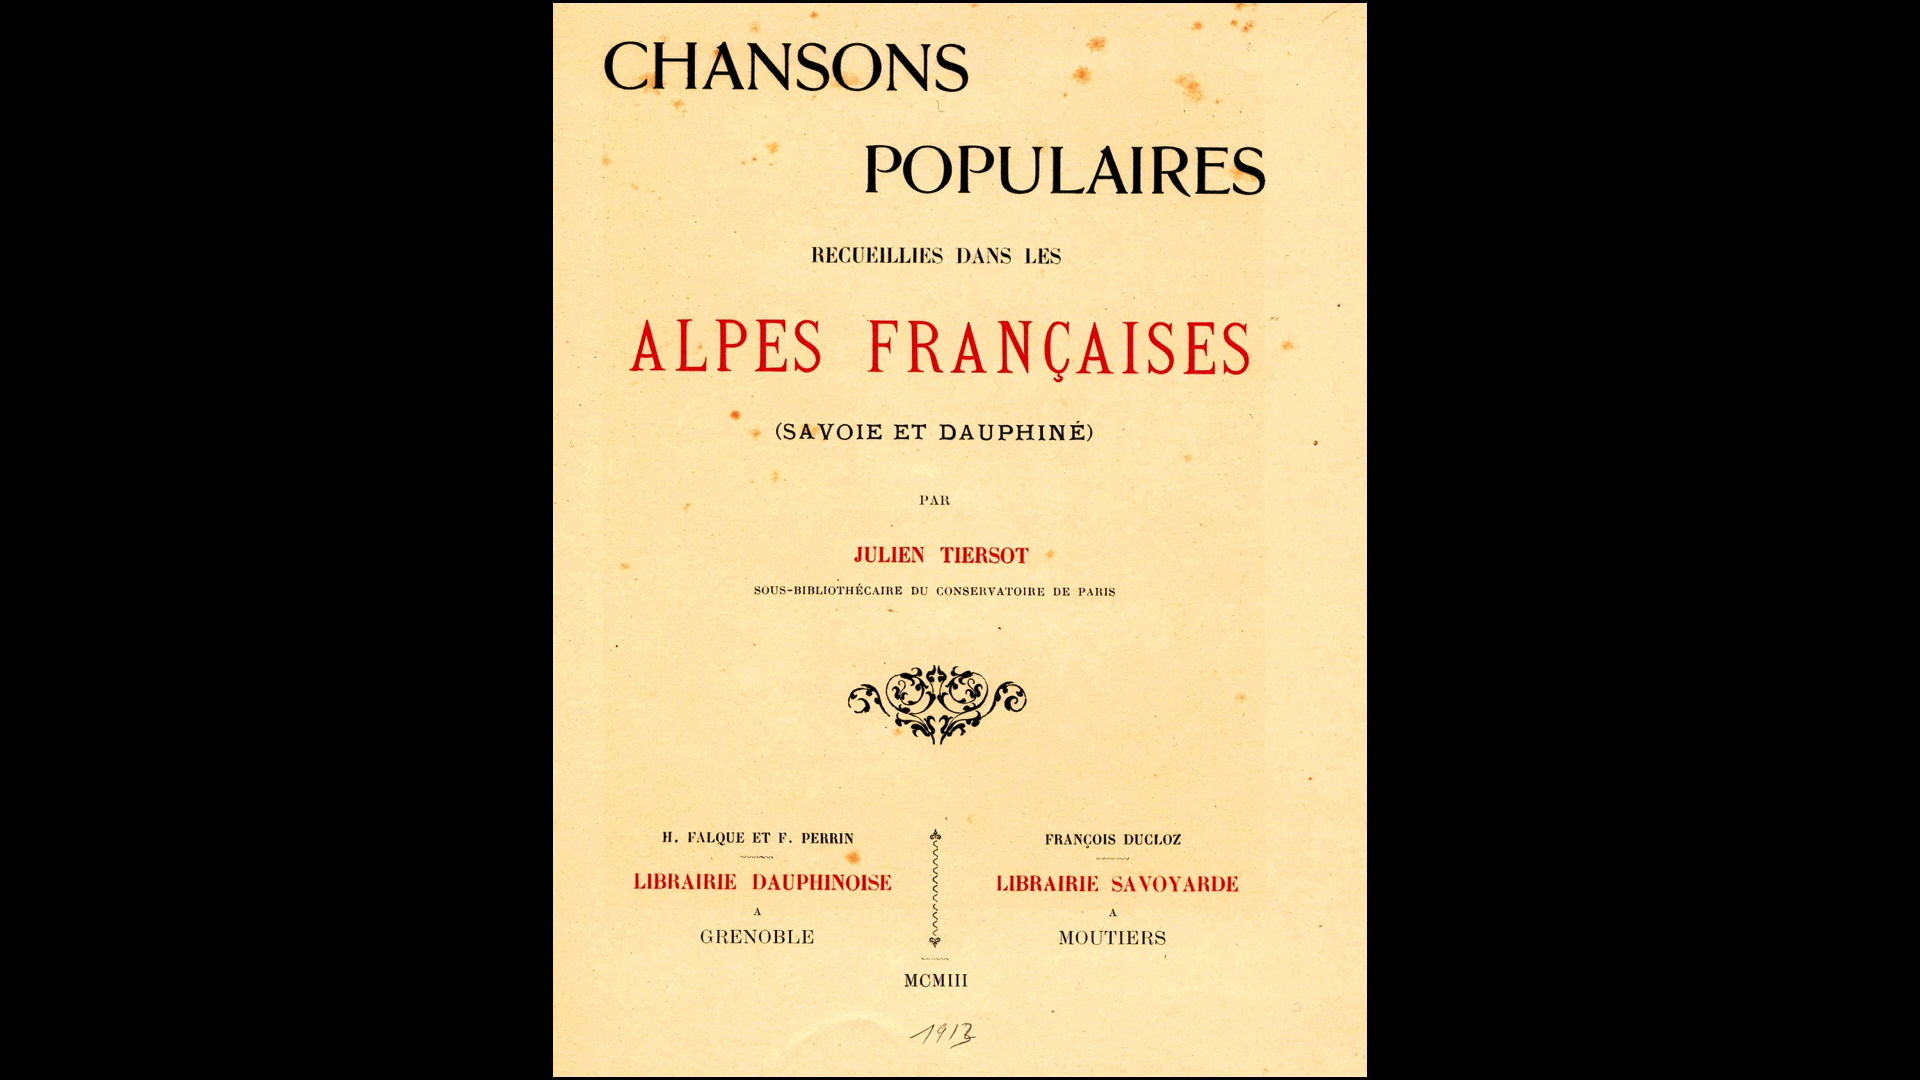 CHANSONS
POPULAIRES
RECUEILLIES DANS LES
ALPES FRANÇAISES
(SAVOIE ET DAUPHINÉ)
PAR
JULIEN TIERSOT
SOUS-BIBLIOTHÉCAIRE DU CONSERVATOIRE DE PARIS
H. FALQUE ET F. PERRIN
LIBRAIRIE DAUPHINOISE
A
GRENOBLE
FRANÇOIS DUCLOZ
LIBRAIRIE SAVOYARDE
A
MOUTIERS
MCMIII